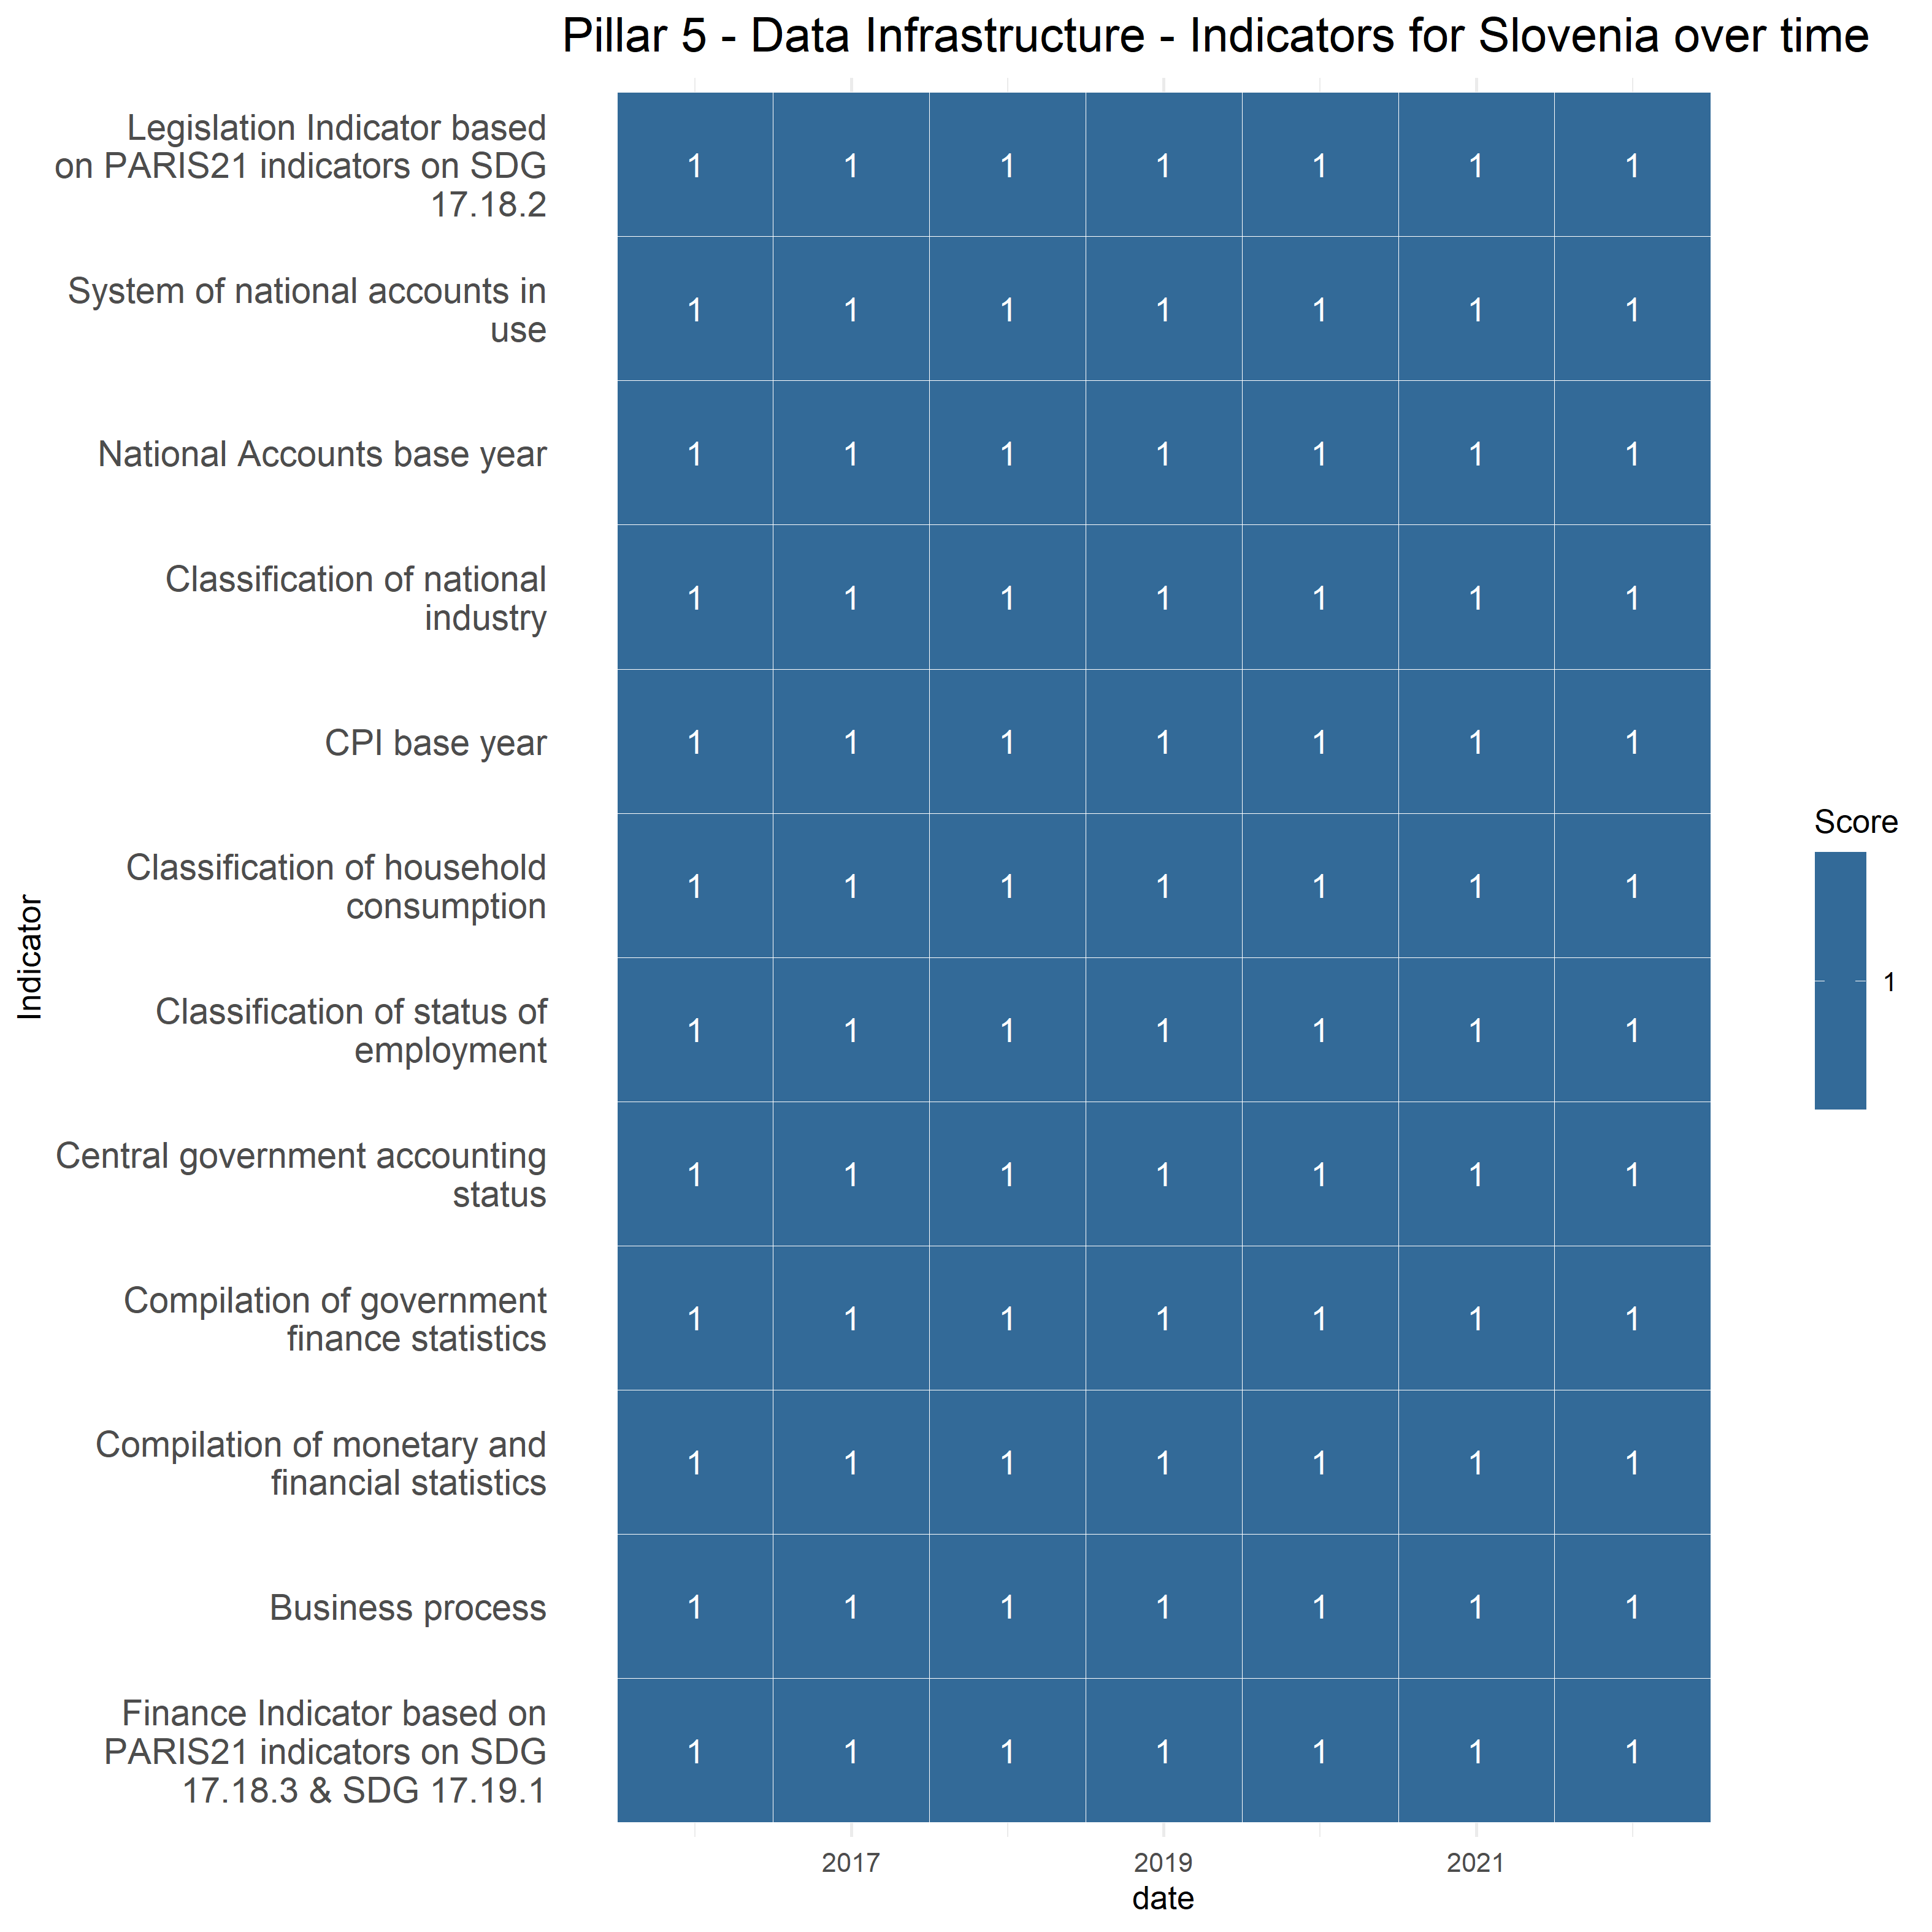 Pillar 5 - Data Infrastructure - Indicators for Slovenia over time
Legislation Indicator based
on PARIS21 indicators on SDG
17.18.2
1 1 1 1 1 1 1
System of national accounts in
use
1 1 1 1 1 1 1
National Accounts base year
1 1 1 1 1 1 1
Classification of national
industry
1 1 1 1 1 1 1
CPI base year
1 1 1 1 1 1 1
Classification of household
consumption
1 1 1 1 1 1 1
Classification of status of
employment
1 1 1 1 1 1 1
Central government accounting
status
1 1 1 1 1 1 1
Compilation of government
finance statistics
1 1 1 1 1 1 1
Compilation of monetary and
financial statistics
1 1 1 1 1 1 1
Business process
1 1 1 1 1 1 1
Finance Indicator based on
PARIS21 indicators on SDG
17.18.3 & SDG 17.19.1
1 1 1 1 1 1 1
Indicator
2017 2019 2021
date
Score
1